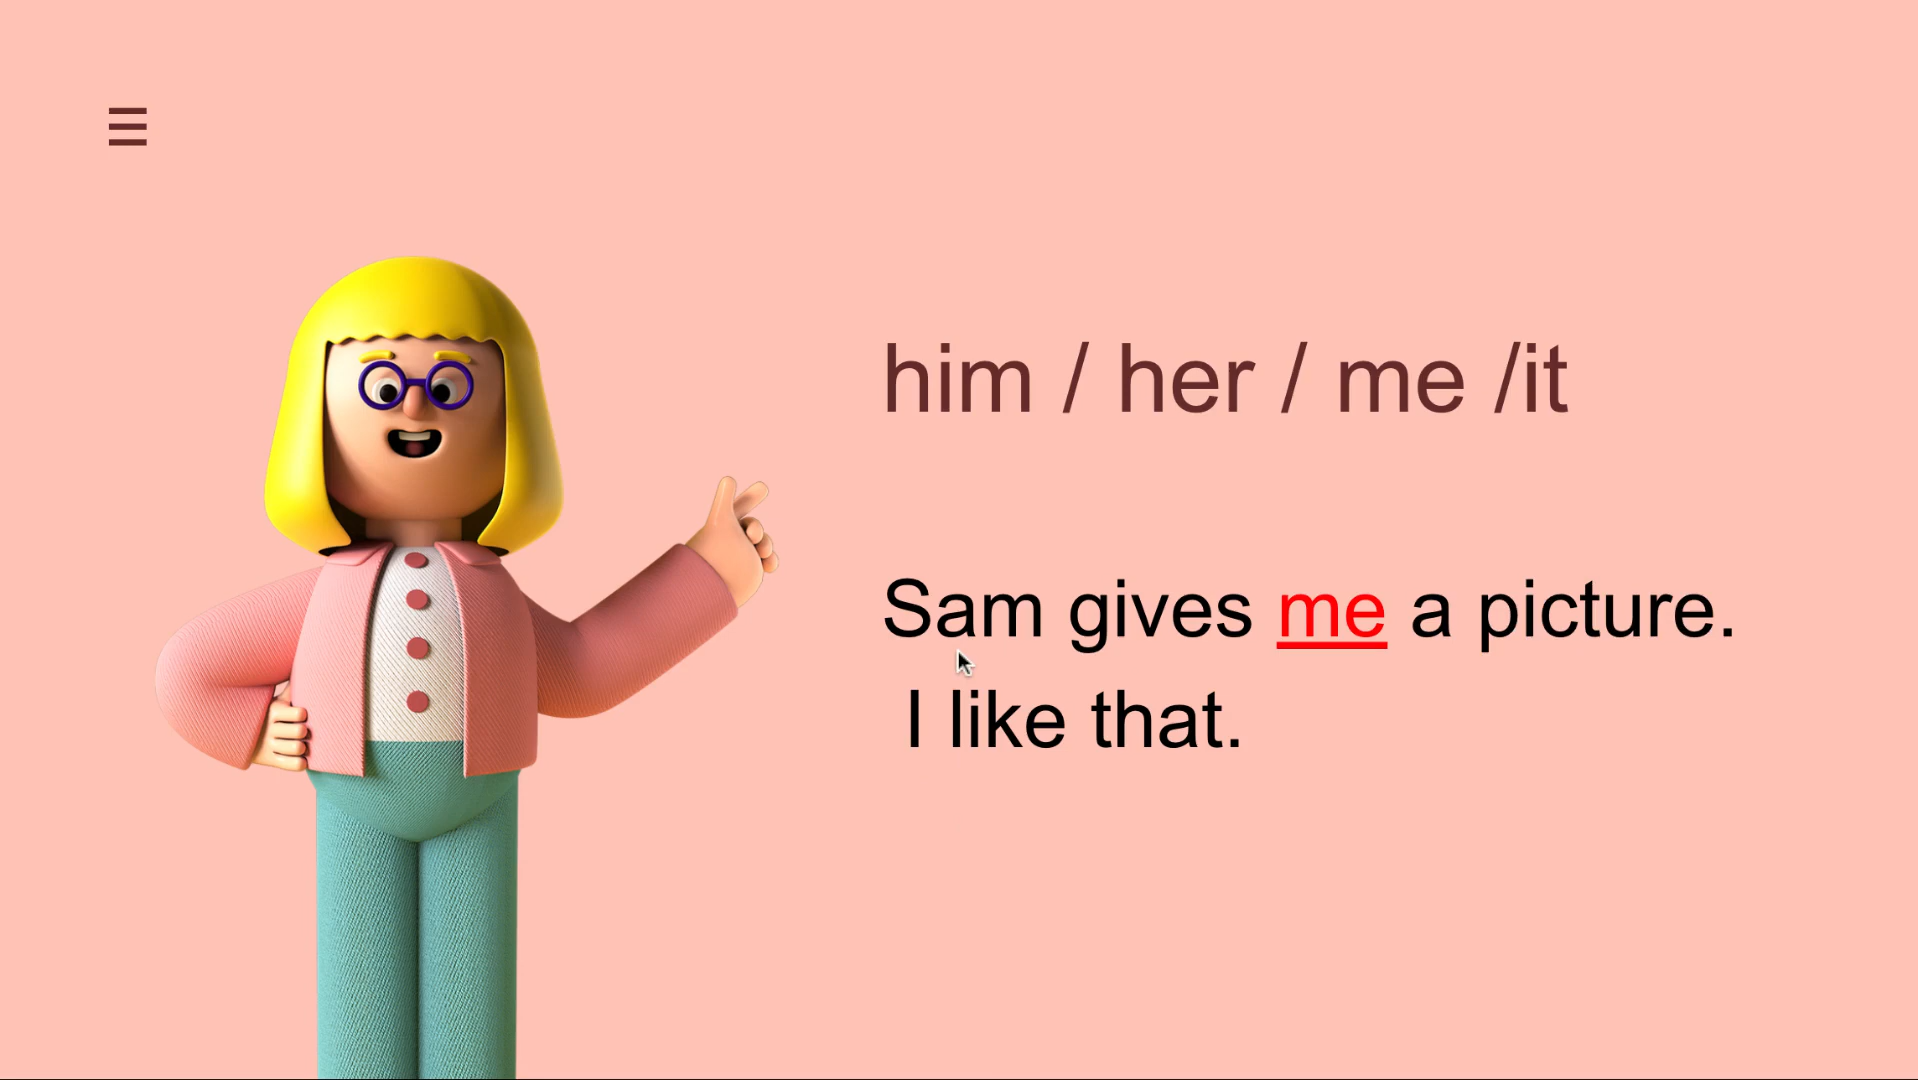 him / her / me /it
Sam gives me a picture.
I like that.